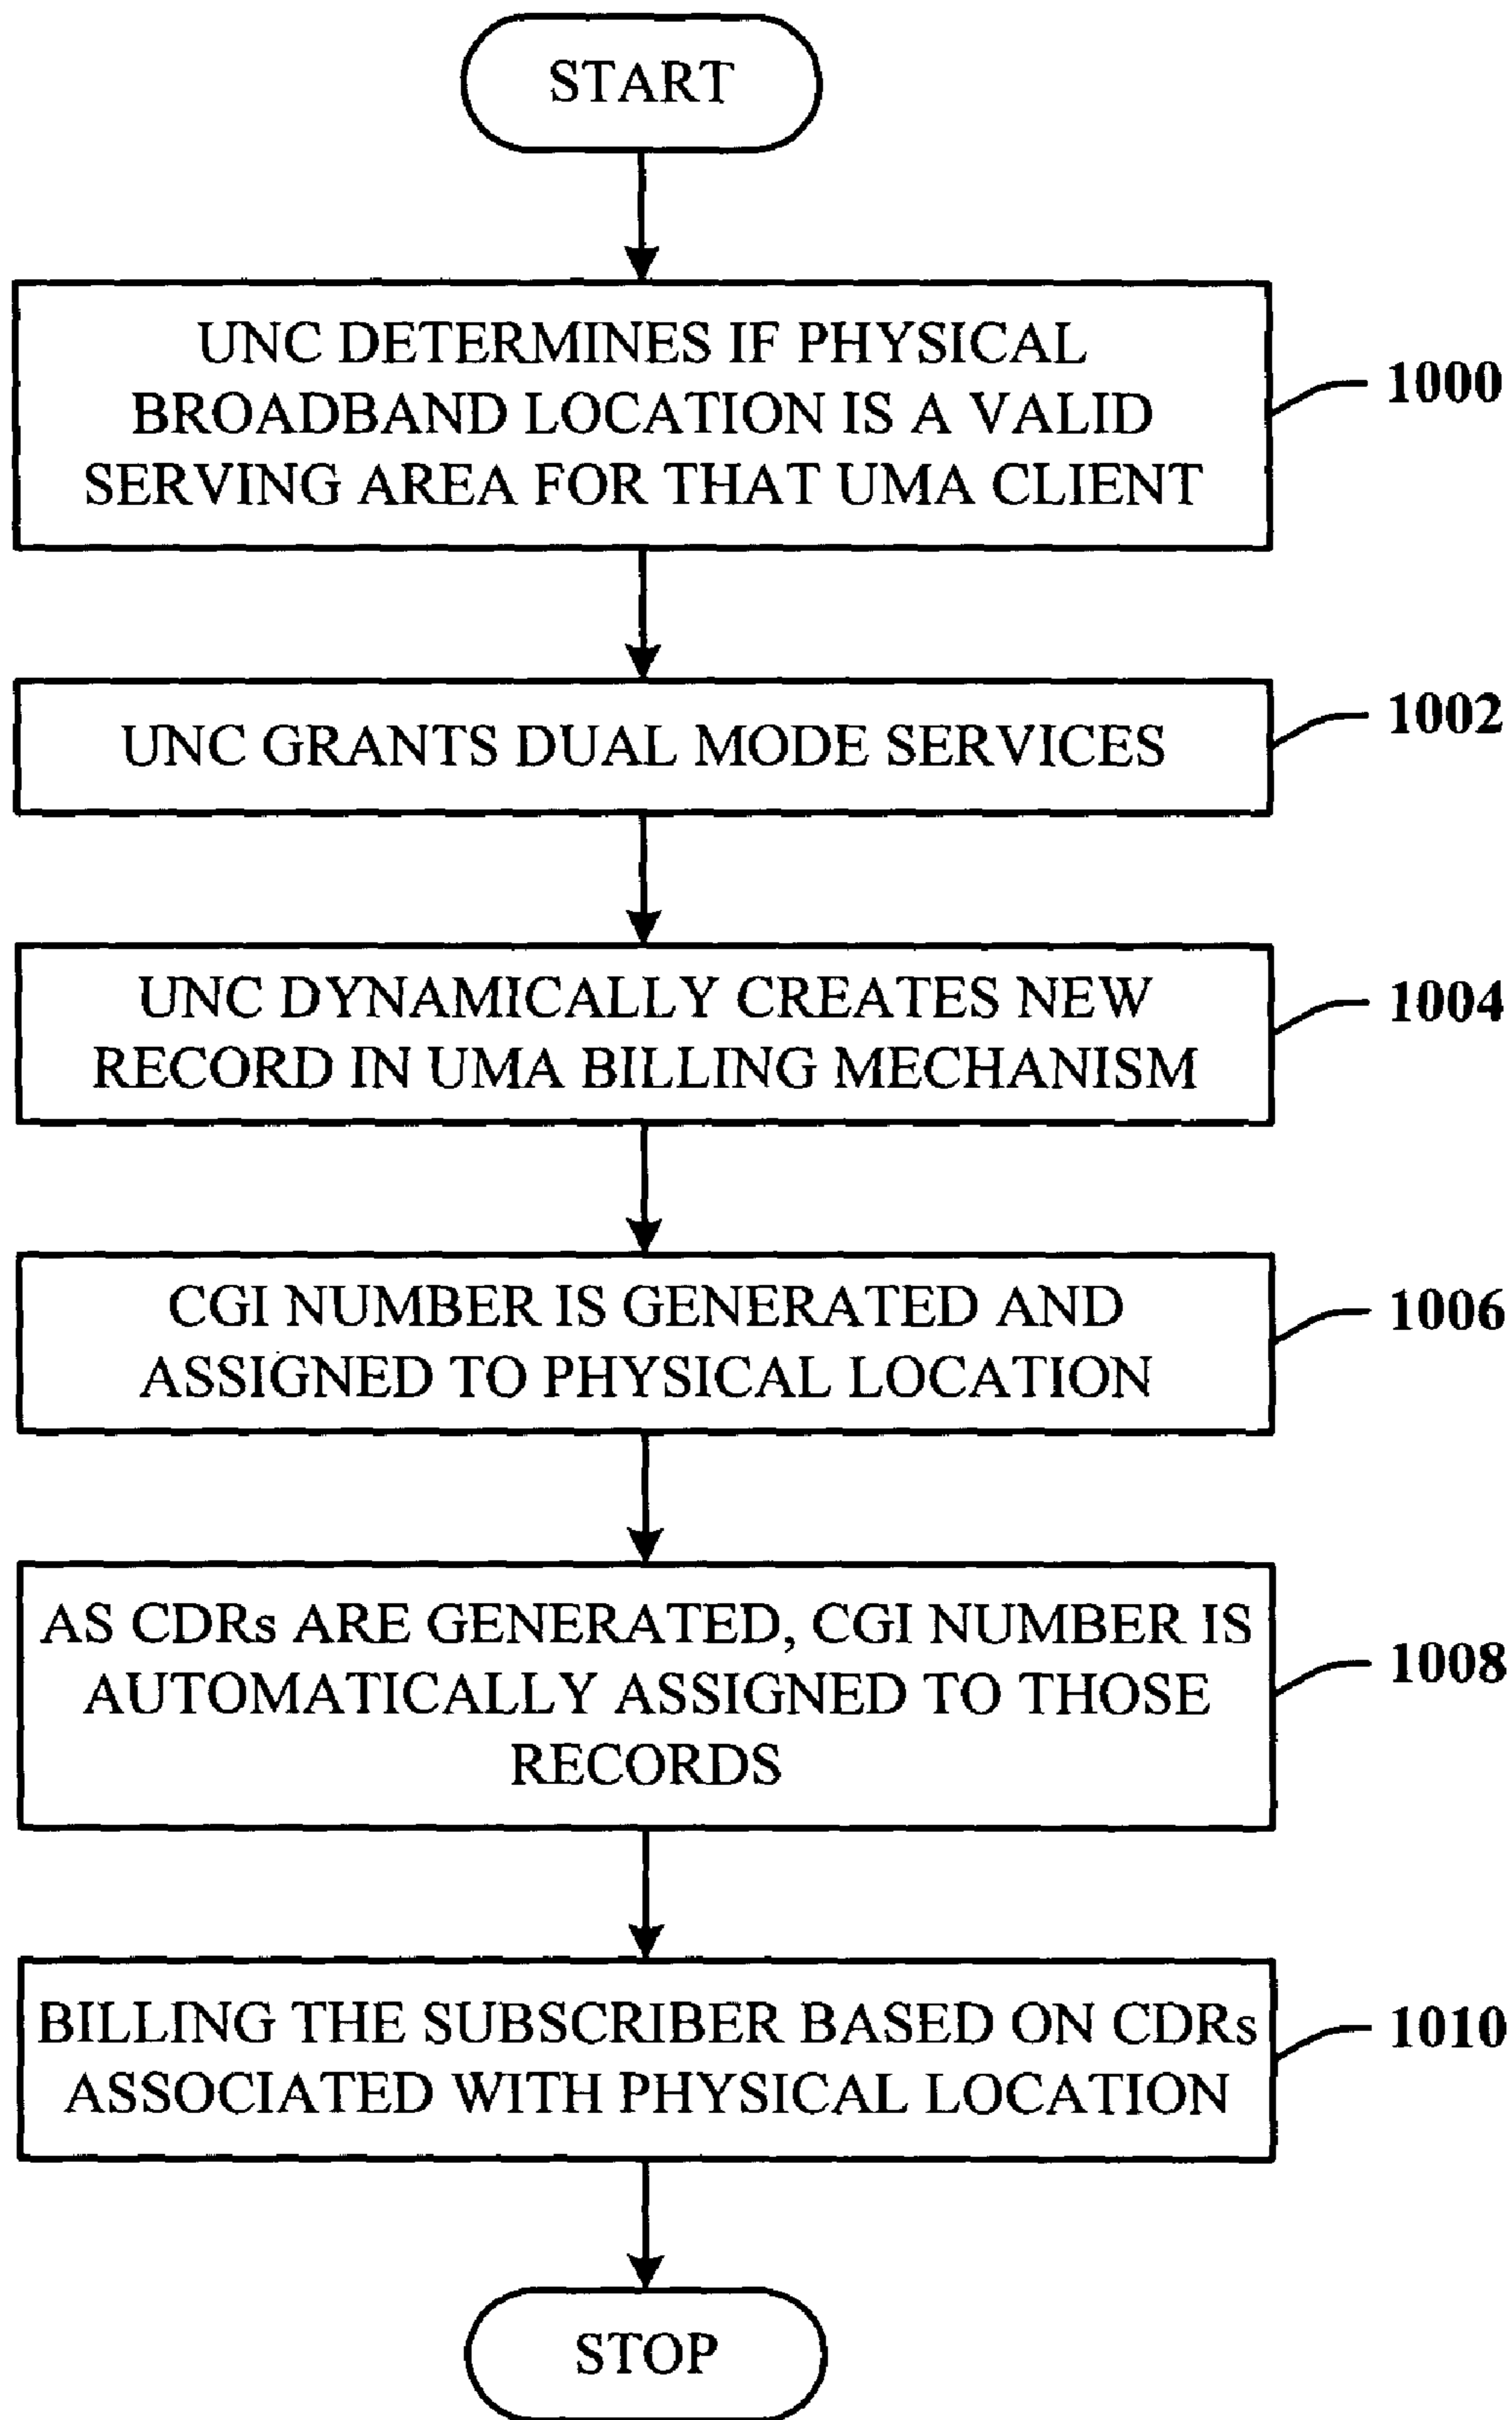 START
UNC DETERMINES IF PHYSICAL
BROADBAND LOCATION IS A VALID
SERVING AREA FOR THAT UMA CLIENT
1000
UNC GRANTS DUAL MODE SERVICES
1002
UNC DYNAMICALLY CREATES NEW
RECORD IN UMA BILLING MECHANISM
1004
CGI NUMBER IS GENERATED AND
ASSIGNED TO PHYSICAL LOCATION
1006
AS CDRs ARE GENERATED, CGI NUMBER IS
AUTOMATICALLY ASSIGNED TO THOSE
RECORDS
1008
BILLING THE SUBSCRIBER BASED ON CDRs
ASSOCIATED WITH PHYSICAL LOCATION
1010
STOP